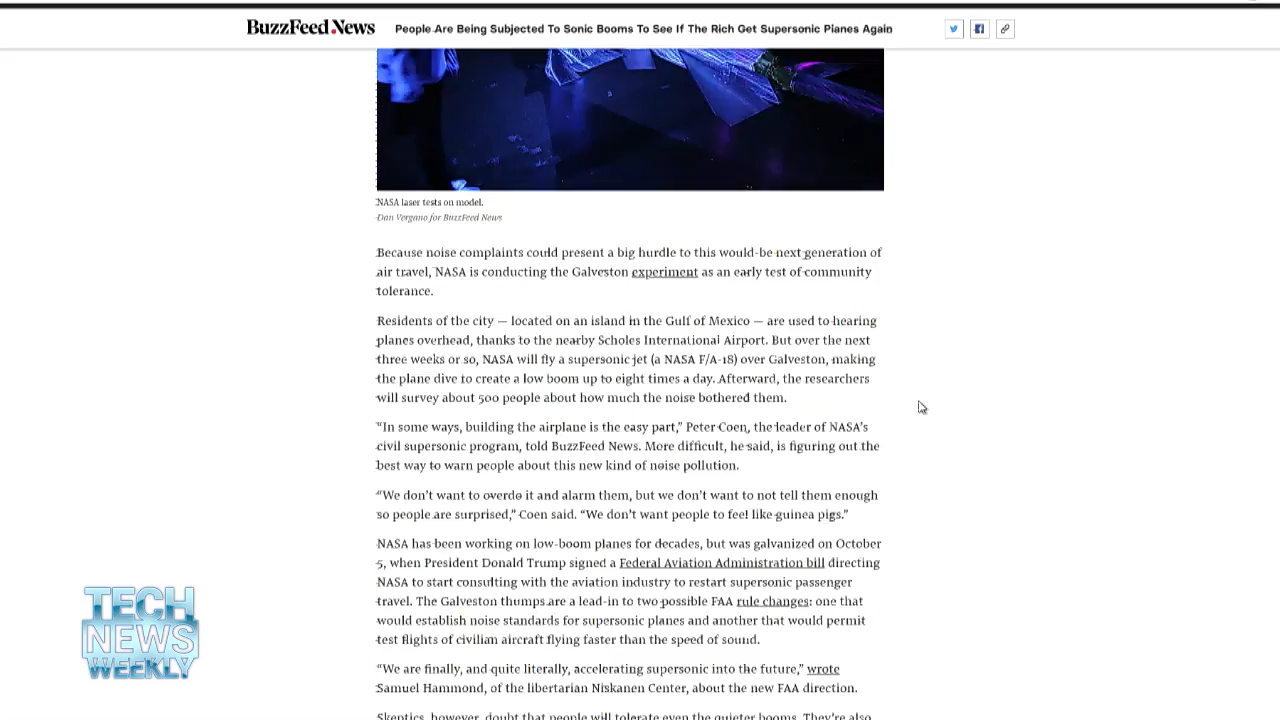 BuzzFeed News People Are Being Subjected To Sonic Booms To See If The Rich Get Supersonic Planes Again
NASA laser tests on model.
Dan Vergano for BuzzFeed News
Because noise complaints could present a big hurdle to this would-be next generation of
air travel, NASA is conducting the Galveston experiment as an early test of community
tolerance.
Residents of the city — located on an island in the Gulf of Mexico — are used to hearing
planes overhead, thanks to the nearby Scholes International Airport. But over the next
three weeks or so, NASA will fly a supersonic jet (a NASA F/A-18) over Galveston, making
the plane dive to create a low boom up to eight times a day. Afterward, the researchers
will survey about 500 people about how much the noise bothered them.
“In some ways, building the airplane is the easy part,” Peter Coen, the leader of NASA’s
civil supersonic program, told BuzzFeed News. More difficult, he said, is figuring out the
best way to warn people about this new kind of noise pollution.
“We don’t want to overdo it and alarm them, but we don’t want to not tell them enough
so people are surprised,” Coen said. “We don’t want people to feel like guinea pigs.”
NASA has been working on low-boom planes for decades, but was galvanized on October
5, when President Donald Trump signed a Federal Aviation Administration bill directing
NASA to start consulting with the aviation industry to restart supersonic passenger
travel. The Galveston thumps are a lead-in to two possible FAA rule changes: one that
would establish noise standards for supersonic planes and another that would permit
test flights of civilian aircraft flying faster than the speed of sound.
“We are finally, and quite literally, accelerating supersonic into the future,” wrote
Samuel Hammond, of the libertarian Niskanen Center, about the new FAA direction.
Skeptics, however, doubt that people will tolerate even the quieter booms. They’re also
TECH
NEWS
WEEKLY